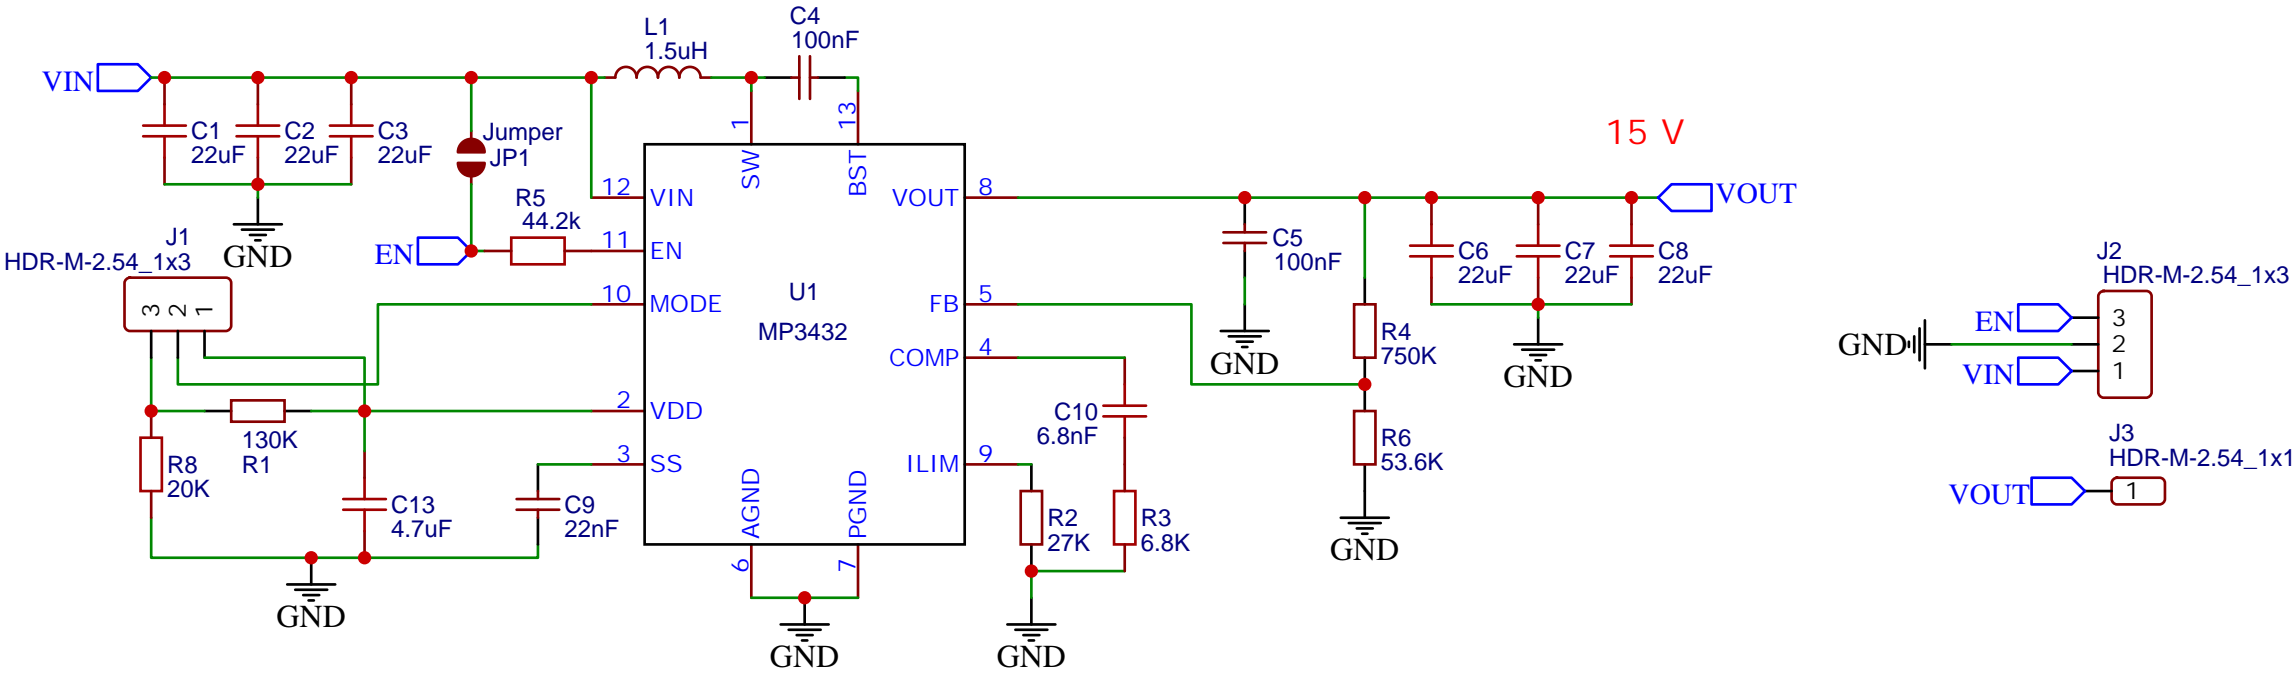 L1
1.5uH
C4
100nF
VIN
C1
22uF
C2
22uF
C3
22uF
Jumper
JP1
1
13
SW
BST
15 V
12
VIN
VOUT
8
VOUT
R5
44.2k
EN
11
EN
GND
J1
HDR-M-2.54_1x3
3
2
1
10
MODE
U1
MP3432
FB
5
COMP
4
C5
100nF
GND
C6
22uF
C7
22uF
C8
22uF
GND
R4
750K
R6
53.6K
GND
2
VDD
130K
R1
R8
20K
C13
4.7uF
3
SS
C9
22nF
GND
AGND
PGND
6
7
GND
ILIM
9
C10
6.8nF
R2
27K
R3
6.8K
GND
J2
HDR-M-2.54_1x3
EN
3
GND
2
VIN
1
J3
HDR-M-2.54_1x1
VOUT
1